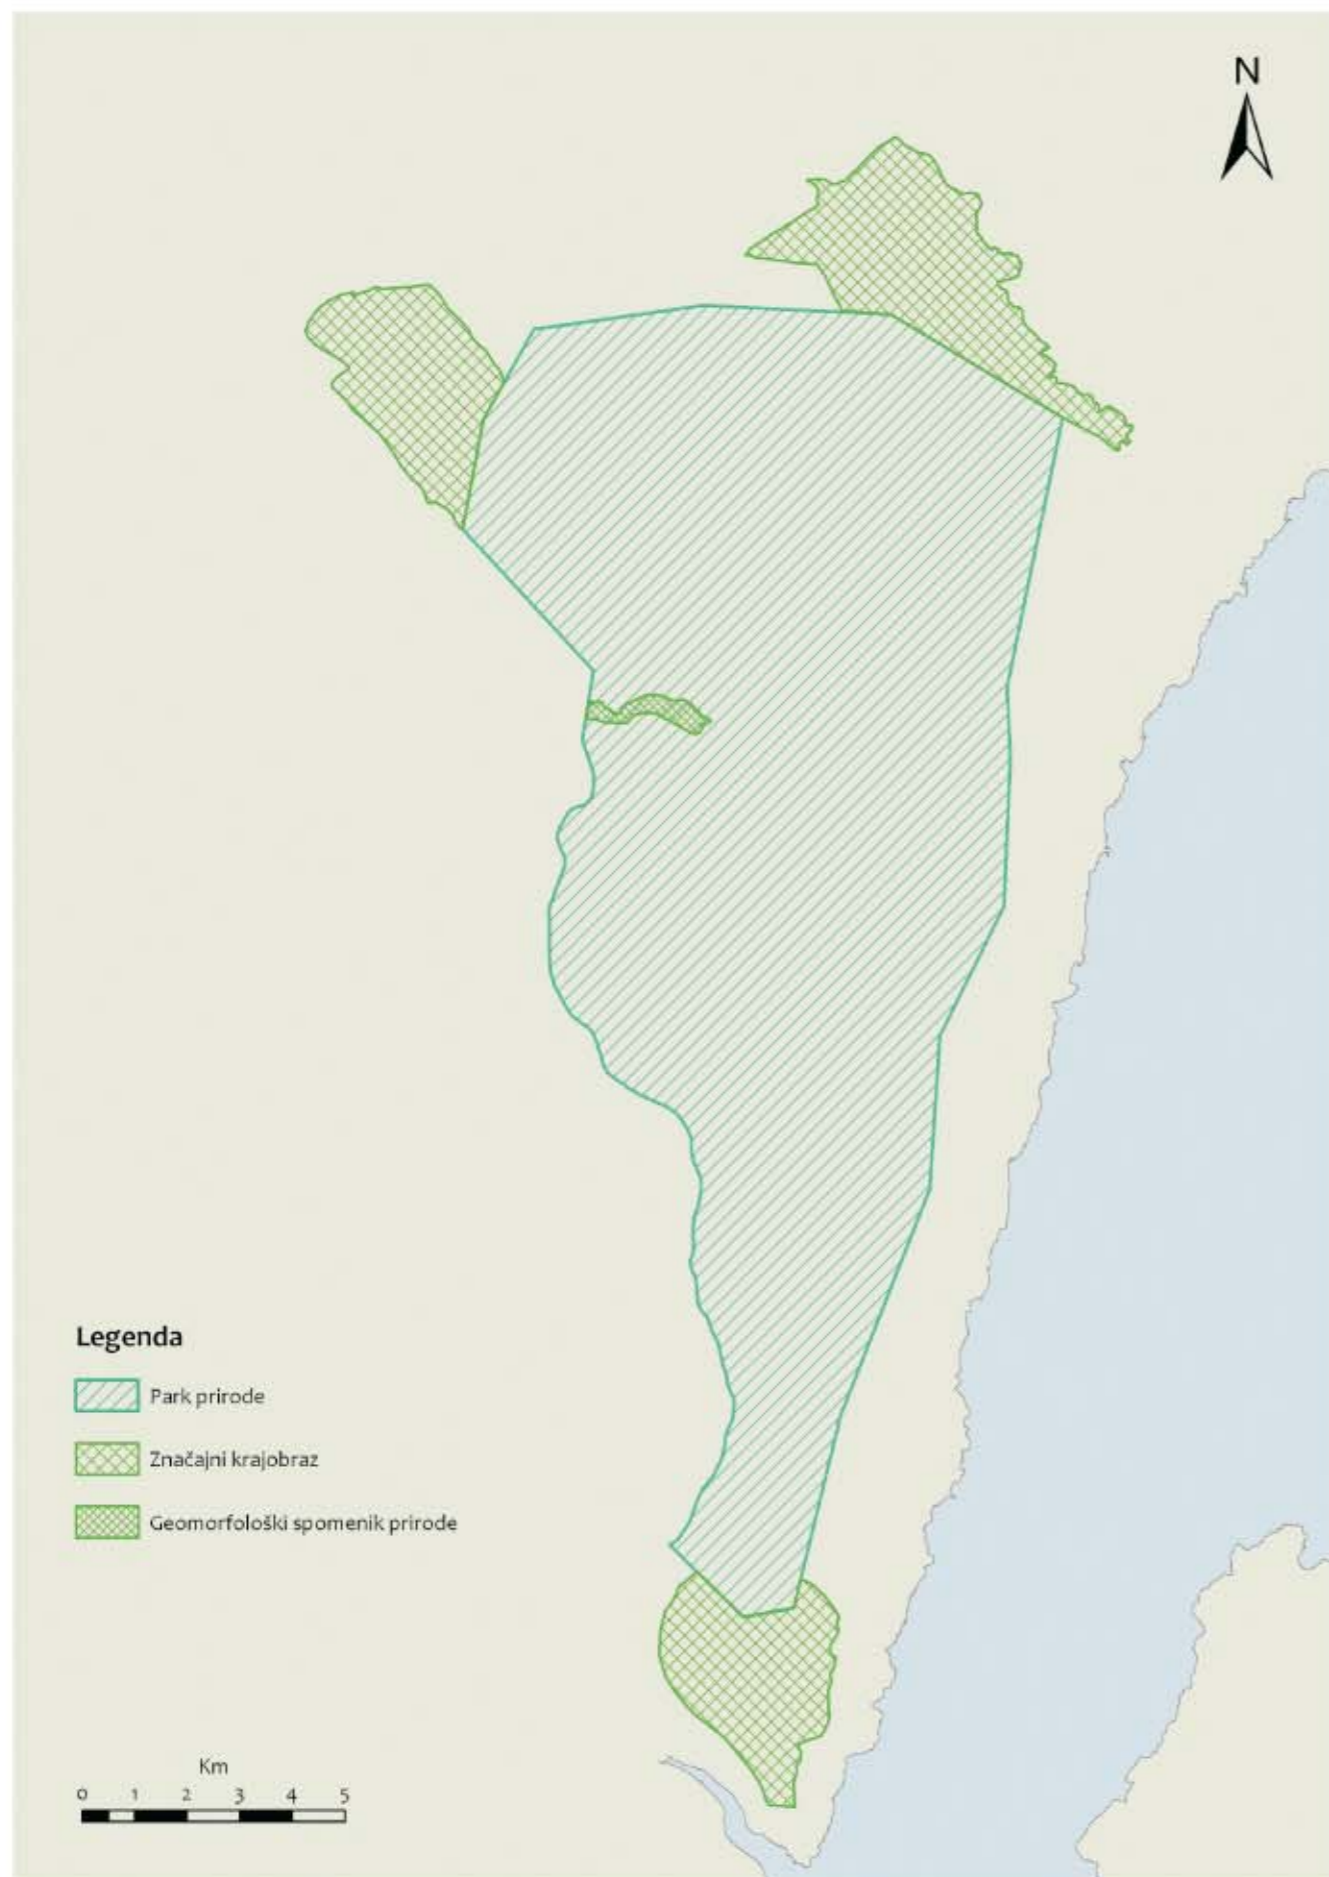 N
Legenda
Park prirode
Značajni krajobraz
Geomorfološki spomenik prirode
Km
0 1 2 3 4 5